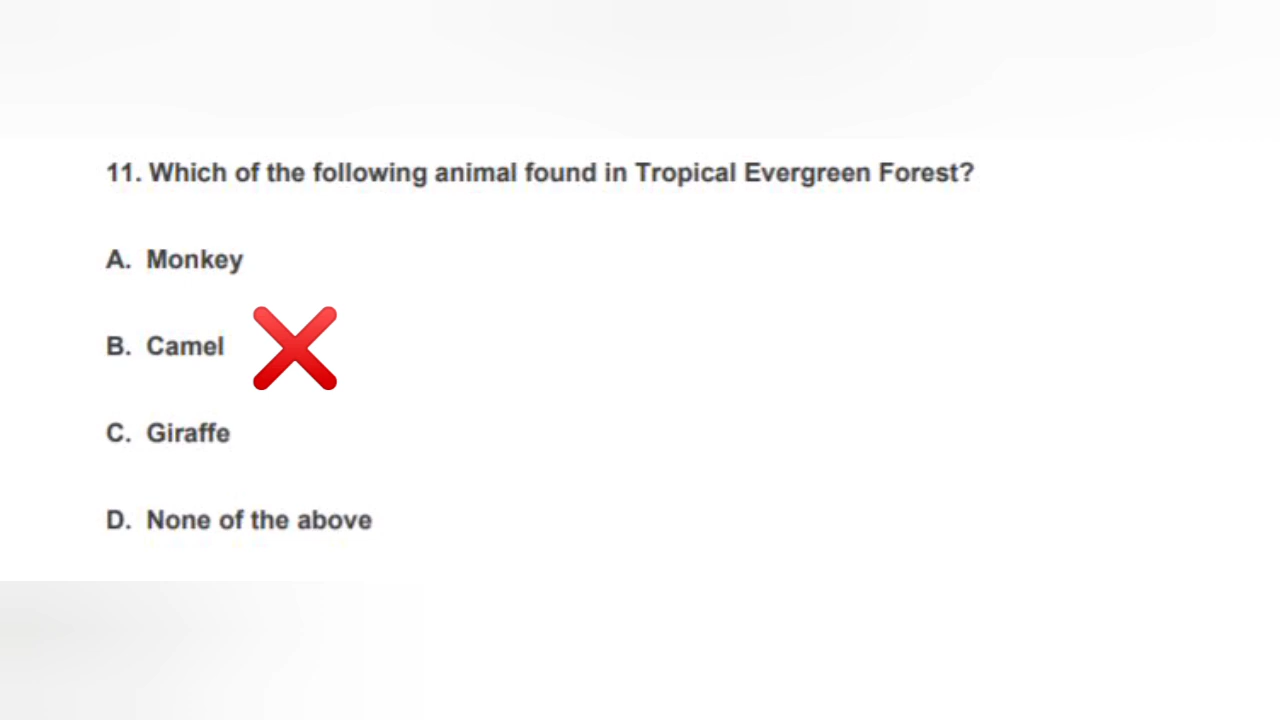 11. Which of the following animal found in Tropical Evergreen Forest?
A. Monkey
B. Camel
C. Giraffe
D. None of the above